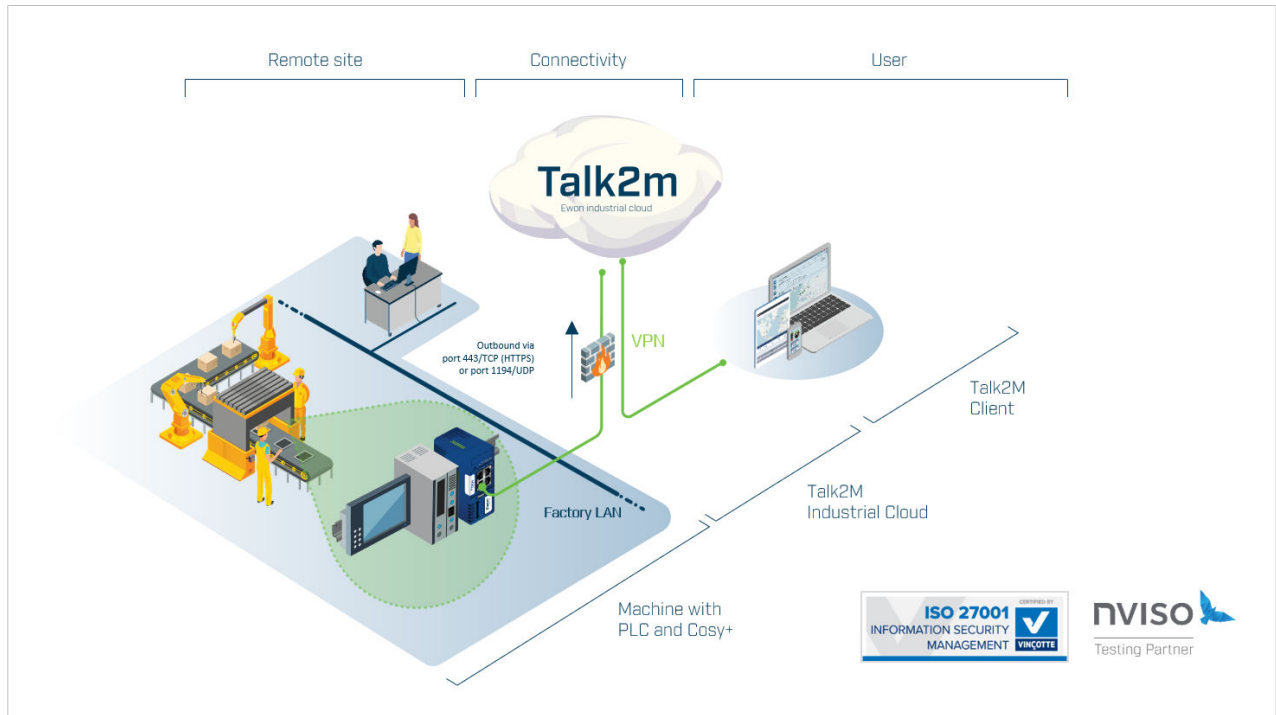 Remote site
Connectivity
User
Talk2m
Ewon industrial cloud
Outbound via
port 443/TCP (HTTPS)
or port 1194/UDP
VPN
Talk2M
Client
Talk2M
Industrial Cloud
Factory LAN
Machine with
PLC and Cosy+
ISO 27001
INFORMATION SECURITY
MANAGEMENT
CERTIFIED BY
VINÇOTTE
nviso
Testing Partner